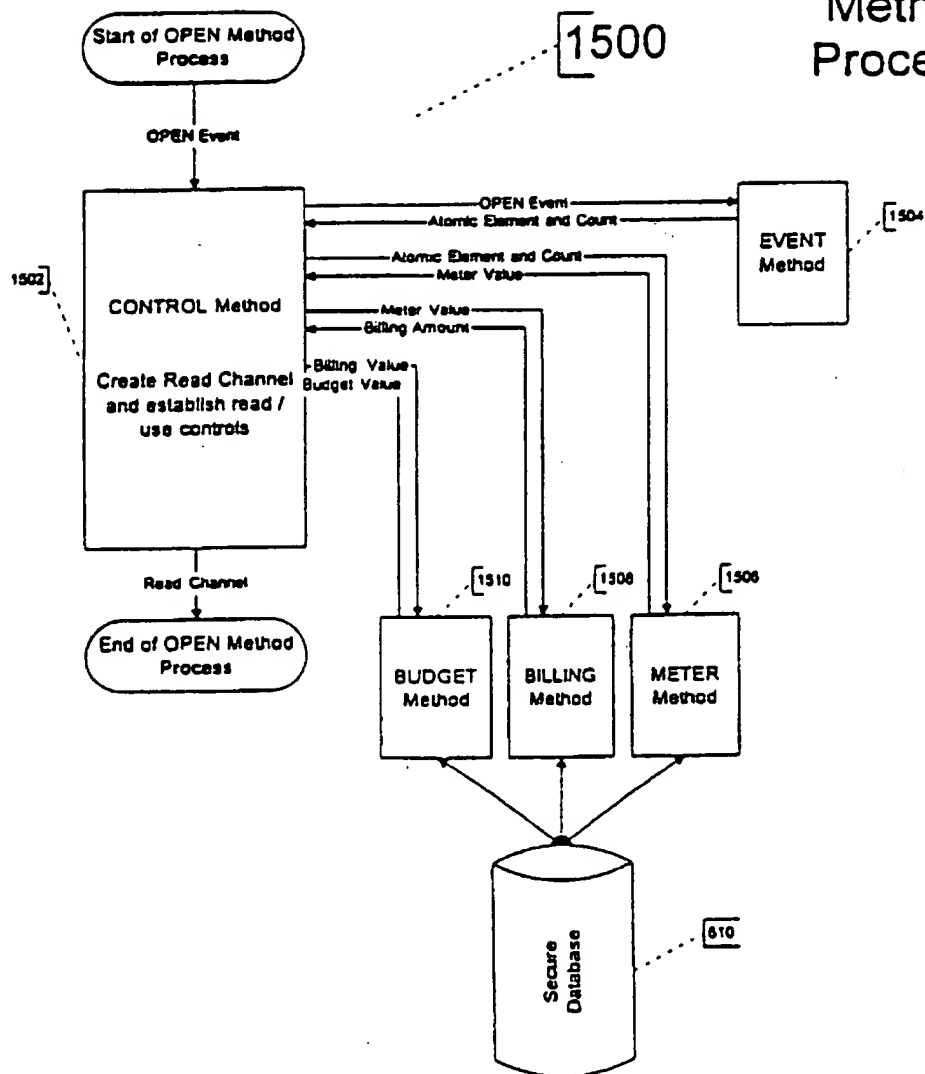 Meth
Proce
Start of OPEN Method
Process
1500
OPEN Event
OPEN Event
Atomic Element and Count
1504
EVENT
Method
Atomic Element and Count
Meter Value
1502
CONTROL Method
Meter Value
Billing Amount
Create Read Channel
and establish read /
use controls
Billing Value
Budget Value
Read Channel
1510
1508
1506
End of OPEN Method
Process
BUDGET
Method
BILLING
Method
METER
Method
Secure
Database
610